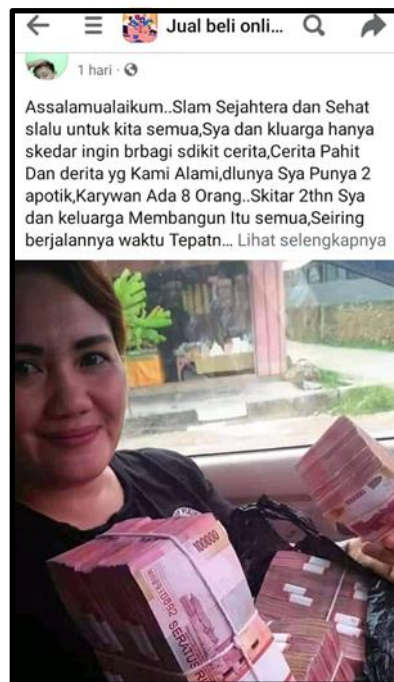 Jual beli onli...
1 hari ·
Assalamualaikum..Slam Sejahtera dan Sehat
slalu untuk kita semua,Sya dan kluarga hanya
skedar ingin brbagi sdikit cerita,Cerita Pahit
Dan derita yg Kami Alami,dlunya Sya Punya 2
apotik,Karywan Ada 8 Orang..Skitar 2thn Sya
dan keluarga Membangun Itu semua,Seiring
berjalannya waktu Tepatn... Lihat selengkapnya
100000
SERATUS